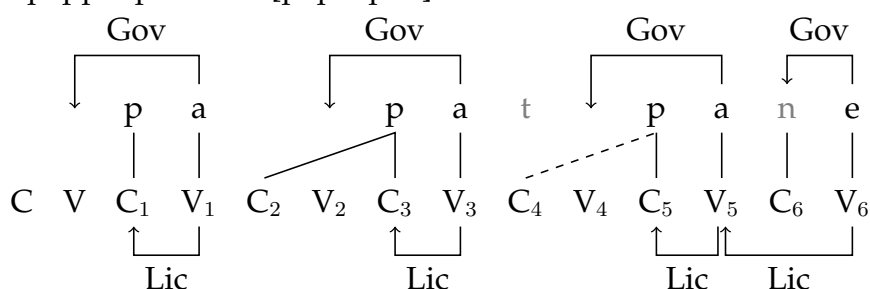 Gov Gov Gov Gov
p a p a t p a n e
C V C₁ V₁ C₂ V₂ C₃ V₃ C₄ V₄ C₅ V₅ C₆ V₆
Lic Lic Lic Lic